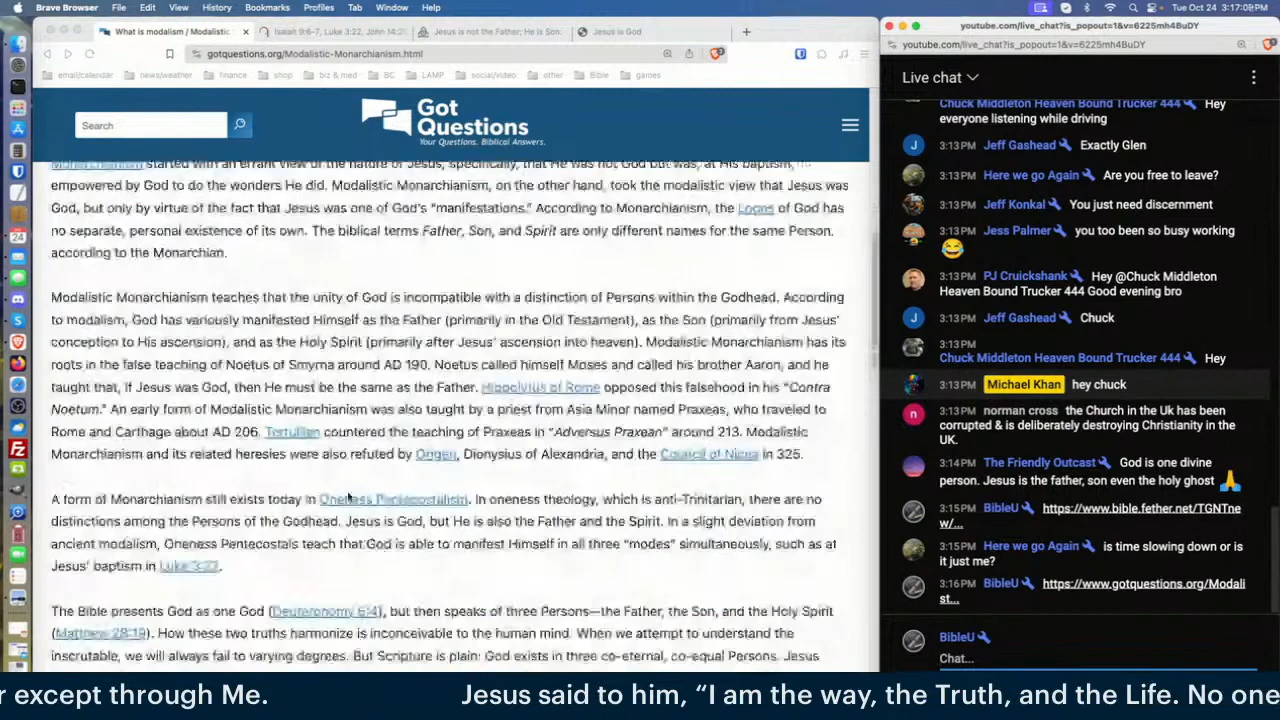 Brave Browser File Edit View History Bookmarks Profiles Tab Window Help
Tue Oct 24 3:17:09 PM
What is modalism / Modalistic
Isaiah 9:6-7, Luke 3:22, John 14:20
Jesus is not the Father; He is Son.
Jesus is God
gotquestions.org/Modalistic-Monarchianism.html
email/calendar news/weather finance shop biz & med BC LAMP social/video other Bible games
Search
Got
Questions
Your Questions. Biblical Answers.
Monarchianism started with an errant view of the nature of Jesus, specifically, that He was not God but was, at His baptism,
empowered by God to do the wonders He did. Modalistic Monarchianism, on the other hand, took the modalistic view that Jesus was
God, but only by virtue of the fact that Jesus was one of God's “manifestations.” According to Monarchianism, the Logos of God has
no separate, personal existence of its own. The biblical terms Father, Son, and Spirit are only different names for the same Person,
according to the Monarchian.
Modalistic Monarchianism teaches that the unity of God is incompatible with a distinction of Persons within the Godhead. According
to modalism, God has variously manifested Himself as the Father (primarily in the Old Testament), as the Son (primarily from Jesus'
conception to His ascension), and as the Holy Spirit (primarily after Jesus' ascension into heaven). Modalistic Monarchianism has its
roots in the false teaching of Noetus of Smyrna around AD 190. Noetus called himself Moses and called his brother Aaron, and he
taught that, if Jesus was God, then He must be the same as the Father. Hippolytus of Rome opposed this falsehood in his “Contra
Noetum.” An early form of Modalistic Monarchianism was also taught by a priest from Asia Minor named Praxeas, who traveled to
Rome and Carthage about AD 206. Tertullian countered the teaching of Praxeas in “Adversus Praxean” around 213. Modalistic
Monarchianism and its related heresies were also refuted by Origen, Dionysius of Alexandria, and the Council of Nicea in 325.
A form of Monarchianism still exists today in Oneness Pentecostalism. In oneness theology, which is anti-Trinitarian, there are no
distinctions among the Persons of the Godhead. Jesus is God, but He is also the Father and the Spirit. In a slight deviation from
ancient modalism, Oneness Pentecostals teach that God is able to manifest Himself in all three “modes” simultaneously, such as at
Jesus' baptism in Luke 3:22.
The Bible presents God as one God (Deuteronomy 6:4), but then speaks of three Persons—the Father, the Son, and the Holy Spirit
(Matthew 28:19). How these two truths harmonize is inconceivable to the human mind. When we attempt to understand the
inscrutable, we will always fail to varying degrees. But Scripture is plain: God exists in three co-eternal, co-equal Persons. Jesus
youtube.com/live_chat?is_popout=1&v=6225mh4BuDY
youtube.com/live_chat?is_popout=1&v=6225mh4BuDY
Live chat
Chuck Middleton Heaven Bound Trucker 444 Hey
everyone listening while driving
J 3:13 PM Jeff Gashead Exactly Glen
3:13 PM Here we go Again Are you free to leave?
3:13 PM Jeff Konkal You just need discernment
3:13 PM Jess Palmer you too been so busy working
😂
3:13 PM PJ Cruickshank Hey @Chuck Middleton
Heaven Bound Trucker 444 Good evening bro
J 3:13 PM Jeff Gashead Chuck
3:13 PM
Chuck Middleton Heaven Bound Trucker 444 Hey
3:13 PM Michael Khan hey chuck
n 3:13 PM norman cross the Church in the Uk has been
corrupted & is deliberately destroying Christianity in the
UK.
3:14 PM The Friendly Outcast God is one divine
person. Jesus is the father, son even the holy ghost 🙏
3:15 PM BibleU https://www.bible.fether.net/TGNTne
w/...
3:15 PM Here we go Again is time slowing down or is
it just me?
3:16 PM BibleU https://www.gotquestions.org/Modali
st...
BibleU
Chat...
r except through Me. Jesus said to him, “I am the way, the Truth, and the Life. No one